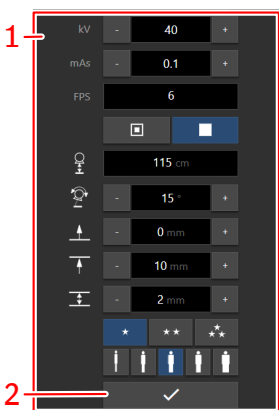 1
kV - 40 +
mAs - 0.1 +
FPS 6
115 cm
- 15 ° +
- 0 mm +
- 10 mm +
- 2 mm +
2